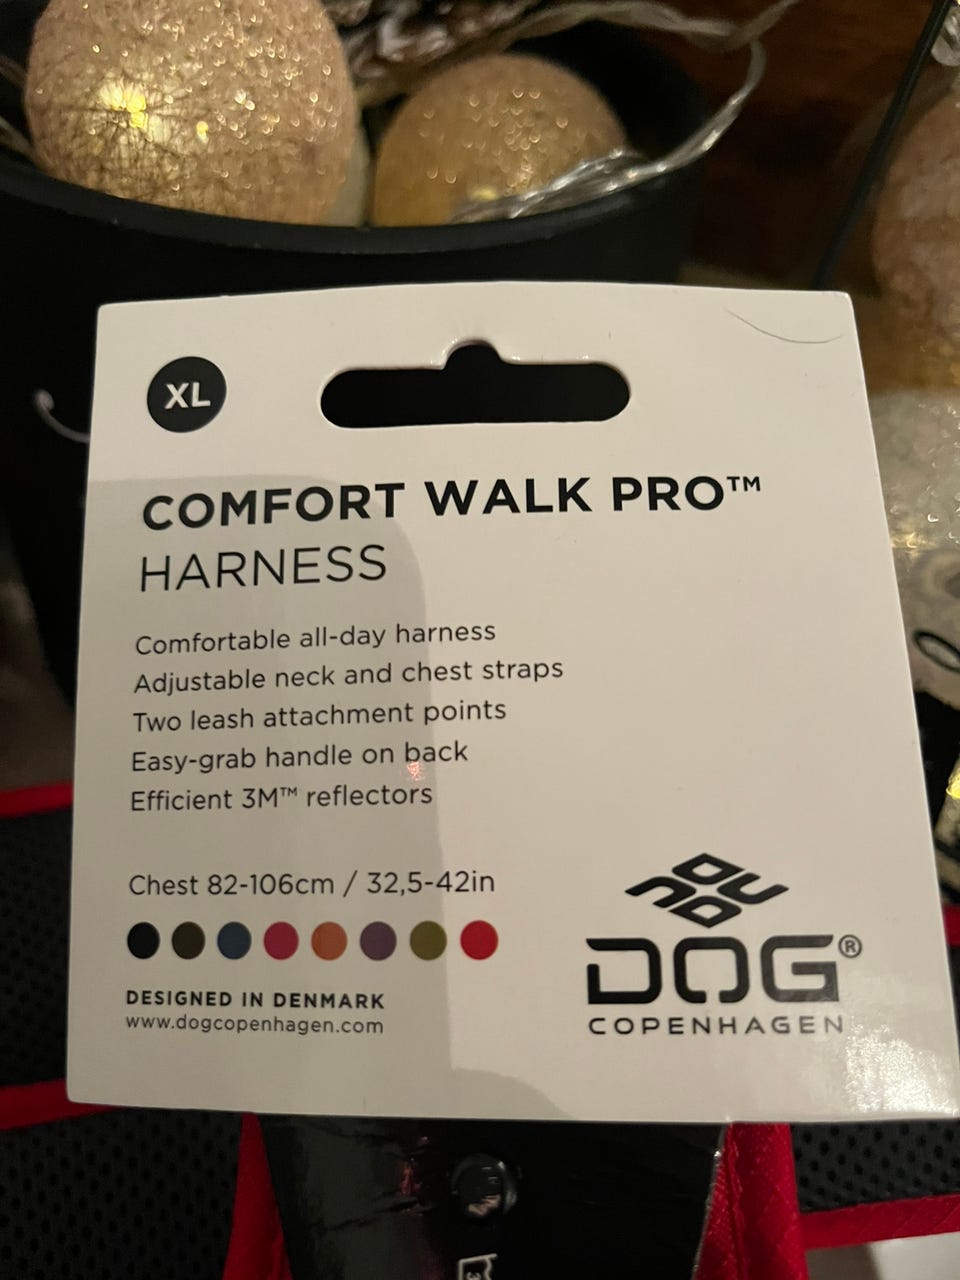 XL
COMFORT WALK PRO™
HARNESS
Comfortable all-day harness
Adjustable neck and chest straps
Two leash attachment points
Easy-grab handle on back
Efficient 3M™ reflectors
Chest 82-106cm / 32,5-42in
DESIGNED IN DENMARK
www.dogcopenhagen.com
DOG®
COPENHAGEN